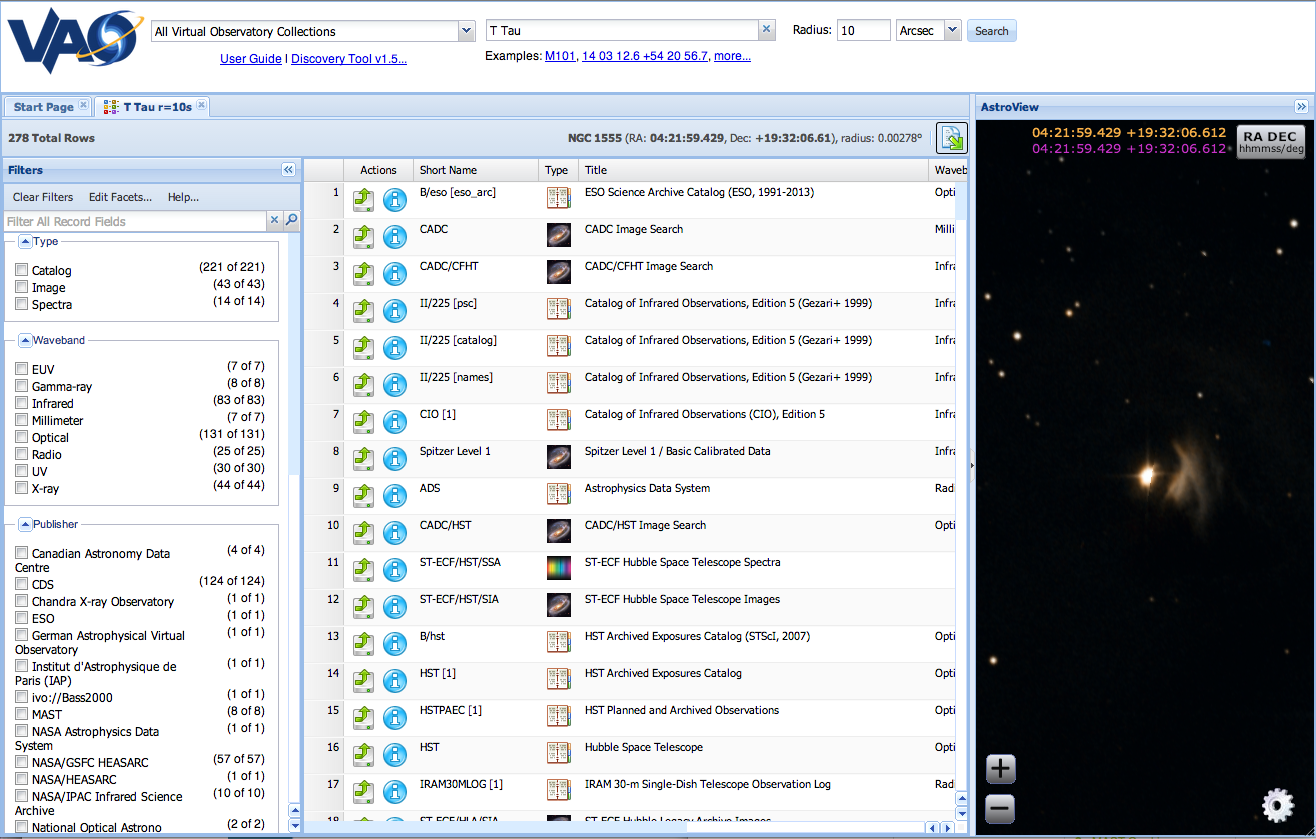 VAO
All Virtual Observatory Collections
T Tau
Radius: 10 Arcsec Search
User Guide | Discovery Tool v1.5...
Examples: M101, 14 03 12.6 +54 20 56.7, more...
Start Page
T Tau r=10s
AstroView
278 Total Rows
NGC 1555 (RA: 04:21:59.429, Dec: +19:32:06.61), radius: 0.00278°
04:21:59.429 +19:32:06.612
04:21:59.429 +19:32:06.612
RA DEC
hhmmss/deg
Filters
Clear Filters Edit Facets... Help...
Filter All Record Fields
Type
Catalog (221 of 221)
Image (43 of 43)
Spectra (14 of 14)
Waveband
EUV (7 of 7)
Gamma-ray (8 of 8)
Infrared (83 of 83)
Millimeter (7 of 7)
Optical (131 of 131)
Radio (25 of 25)
UV (30 of 30)
X-ray (44 of 44)
Publisher
Canadian Astronomy Data (4 of 4)
Centre
CDS (124 of 124)
Chandra X-ray Observatory (1 of 1)
ESO (1 of 1)
German Astrophysical Virtual (1 of 1)
Observatory
Institut d'Astrophysique de (1 of 1)
Paris (IAP)
ivo://Bass2000 (1 of 1)
MAST (8 of 8)
NASA Astrophysics Data (1 of 1)
System
NASA/GSFC HEASARC (57 of 57)
NASA/HEASARC (1 of 1)
NASA/IPAC Infrared Science (10 of 10)
Archive
National Optical Astrono (2 of 2)
Actions Short Name Type Title Waveb
1 B/eso [eso_arc] ESO Science Archive Catalog (ESO, 1991-2013) Opti
2 CADC CADC Image Search Milli
3 CADC/CFHT CADC/CFHT Image Search Infra
4 II/225 [psc] Catalog of Infrared Observations, Edition 5 (Gezari+ 1999) Infra
5 II/225 [catalog] Catalog of Infrared Observations, Edition 5 (Gezari+ 1999) Infra
6 II/225 [names] Catalog of Infrared Observations, Edition 5 (Gezari+ 1999) Infra
7 CIO [1] Catalog of Infrared Observations (CIO), Edition 5 Infra
8 Spitzer Level 1 Spitzer Level 1 / Basic Calibrated Data Infra
9 ADS Astrophysics Data System Rad
10 CADC/HST CADC/HST Image Search Opti
11 ST-ECF/HST/SSA ST-ECF Hubble Space Telescope Spectra
12 ST-ECF/HST/SIA ST-ECF Hubble Space Telescope Images
13 B/hst HST Archived Exposures Catalog (STScI, 2007) Opti
14 HST [1] HST Archived Exposures Catalog Opti
15 HSTPAEC [1] HST Planned and Archived Observations Opti
16 HST Hubble Space Telescope Opti
17 IRAM30MLOG [1] IRAM 30-m Single-Dish Telescope Observation Log Rad
18 ST-ECF/HLA/SIA ST-ECF Hubble Legacy Archive Images